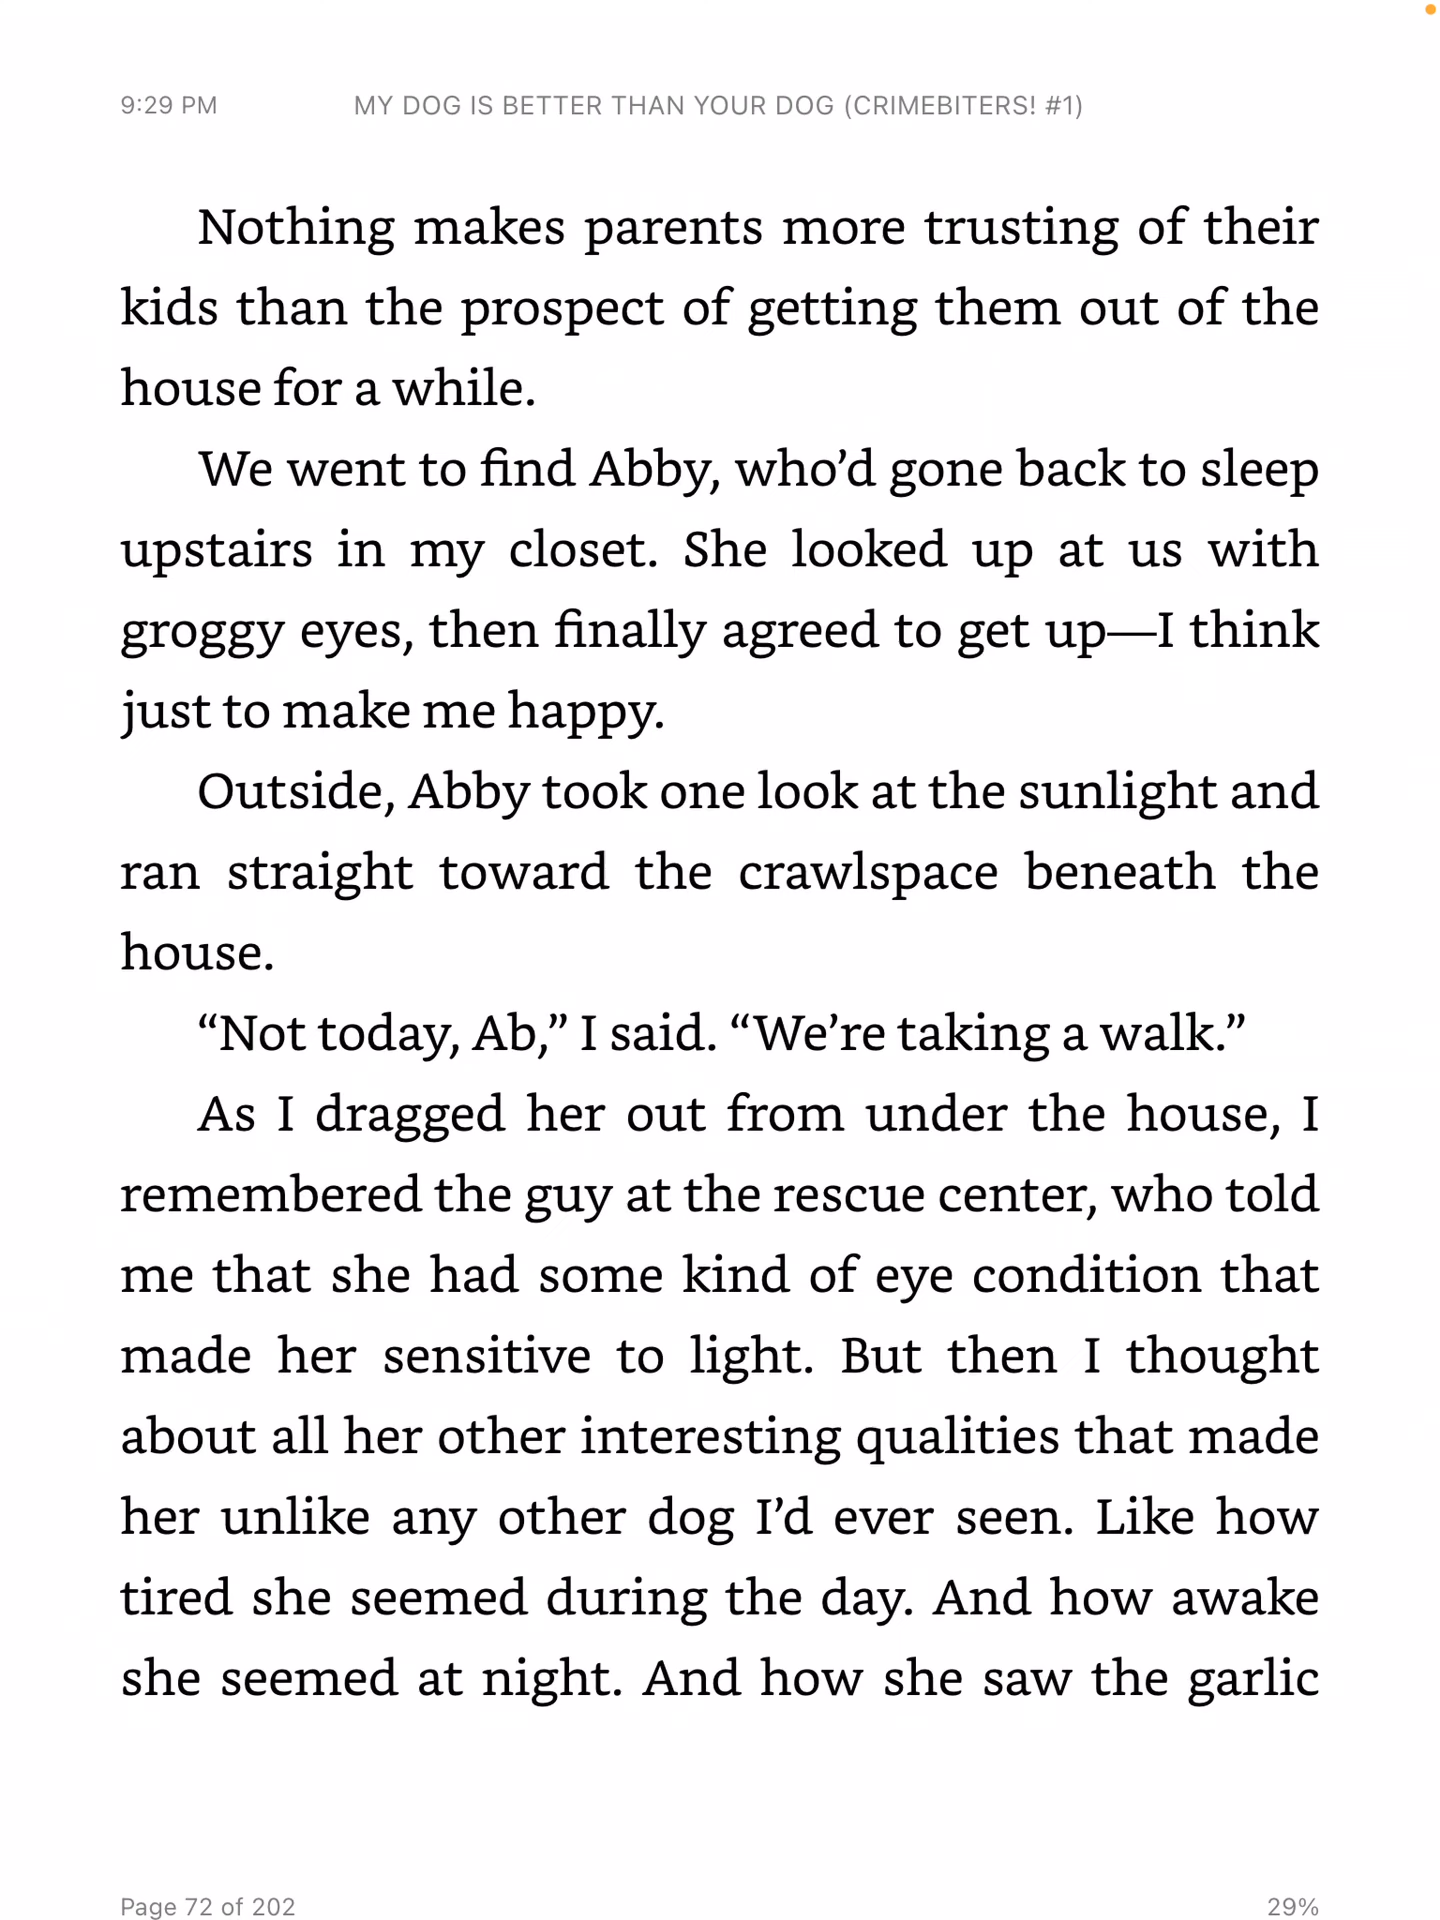 9:29 PM
MY DOG IS BETTER THAN YOUR DOG (CRIMEBITERS! #1)
Nothing makes parents more trusting of their
kids than the prospect of getting them out of the
house for a while.
We went to find Abby, who’d gone back to sleep
upstairs in my closet. She looked up at us with
groggy eyes, then finally agreed to get up—I think
just to make me happy.
Outside, Abby took one look at the sunlight and
ran straight toward the crawlspace beneath the
house.
“Not today, Ab,” I said. “We’re taking a walk.”
As I dragged her out from under the house, I
remembered the guy at the rescue center, who told
me that she had some kind of eye condition that
made her sensitive to light. But then I thought
about all her other interesting qualities that made
her unlike any other dog I’d ever seen. Like how
tired she seemed during the day. And how awake
she seemed at night. And how she saw the garlic
Page 72 of 202
29%